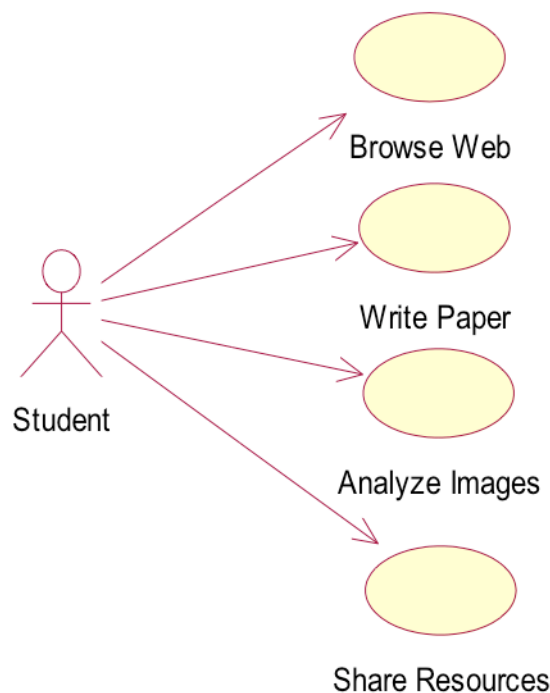 Browse Web
Write Paper
Student
Analyze Images
Share Resources